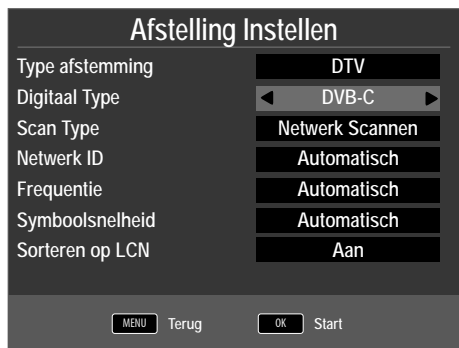 Afstelling Instellen
Type afstemming DTV
Digitaal Type DVB-C
Scan Type Netwerk Scannen
Netwerk ID Automatisch
Frequentie Automatisch
Symboolsnelheid Automatisch
Sorteren op LCN Aan
MENU Terug OK Start